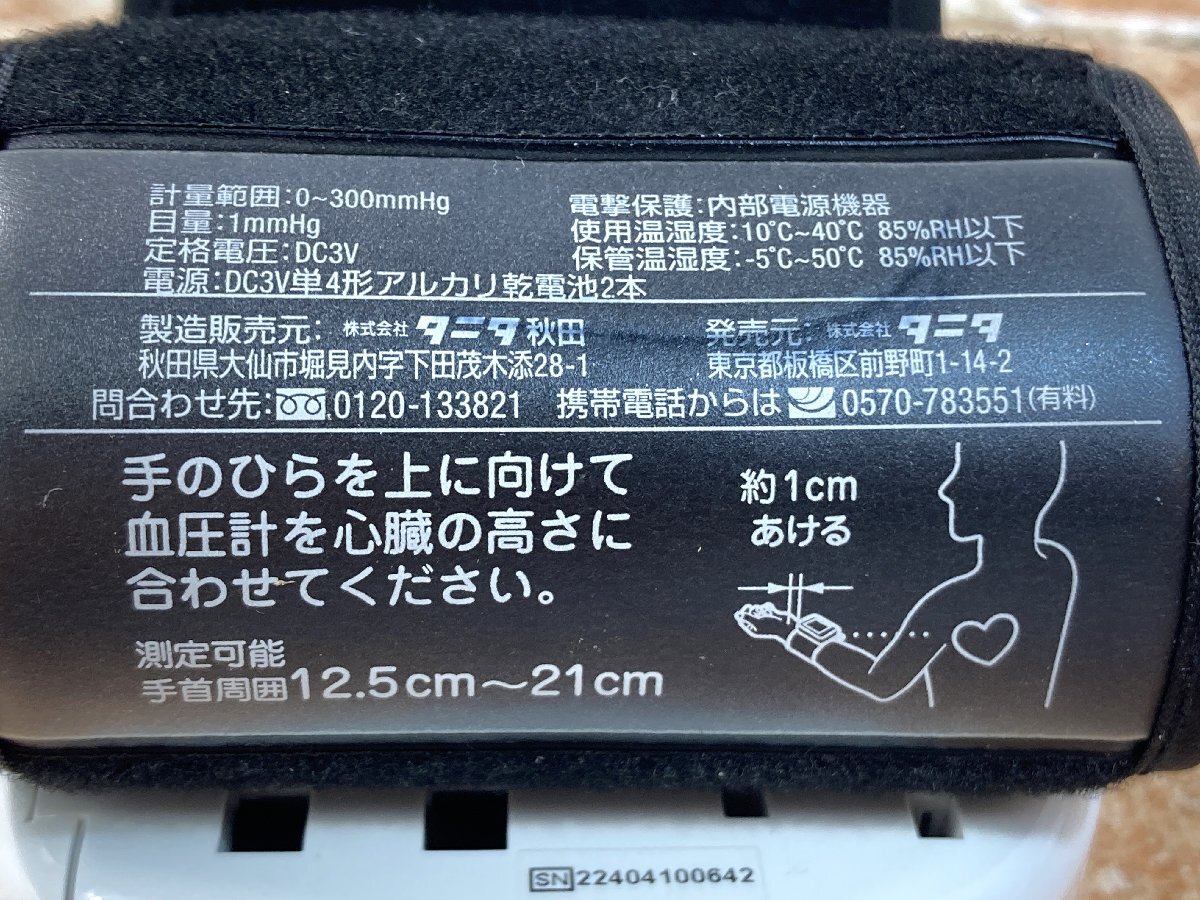 計量範囲:0~300mmHg
目量:1mmHg
定格電圧:DC3V
電源:DC3V単4形アルカリ乾電池2本
電撃保護:内部電源機器
使用温湿度:10℃~40℃ 85%RH以下
保管温湿度:-5℃~50℃ 85%RH以下
製造販売元: 株式会社 タニタ 秋田
秋田県大仙市堀見内字下田茂木添28-1
発売元: 株式会社 タニタ
東京都板橋区前野町1-14-2
問合わせ先: 0120-133821 携帯電話からは 0570-783551(有料)
手のひらを上に向けて
血圧計を心臓の高さに
合わせてください。
測定可能
手首周囲12.5cm~21cm
約1cm
あける
SN 22404100642